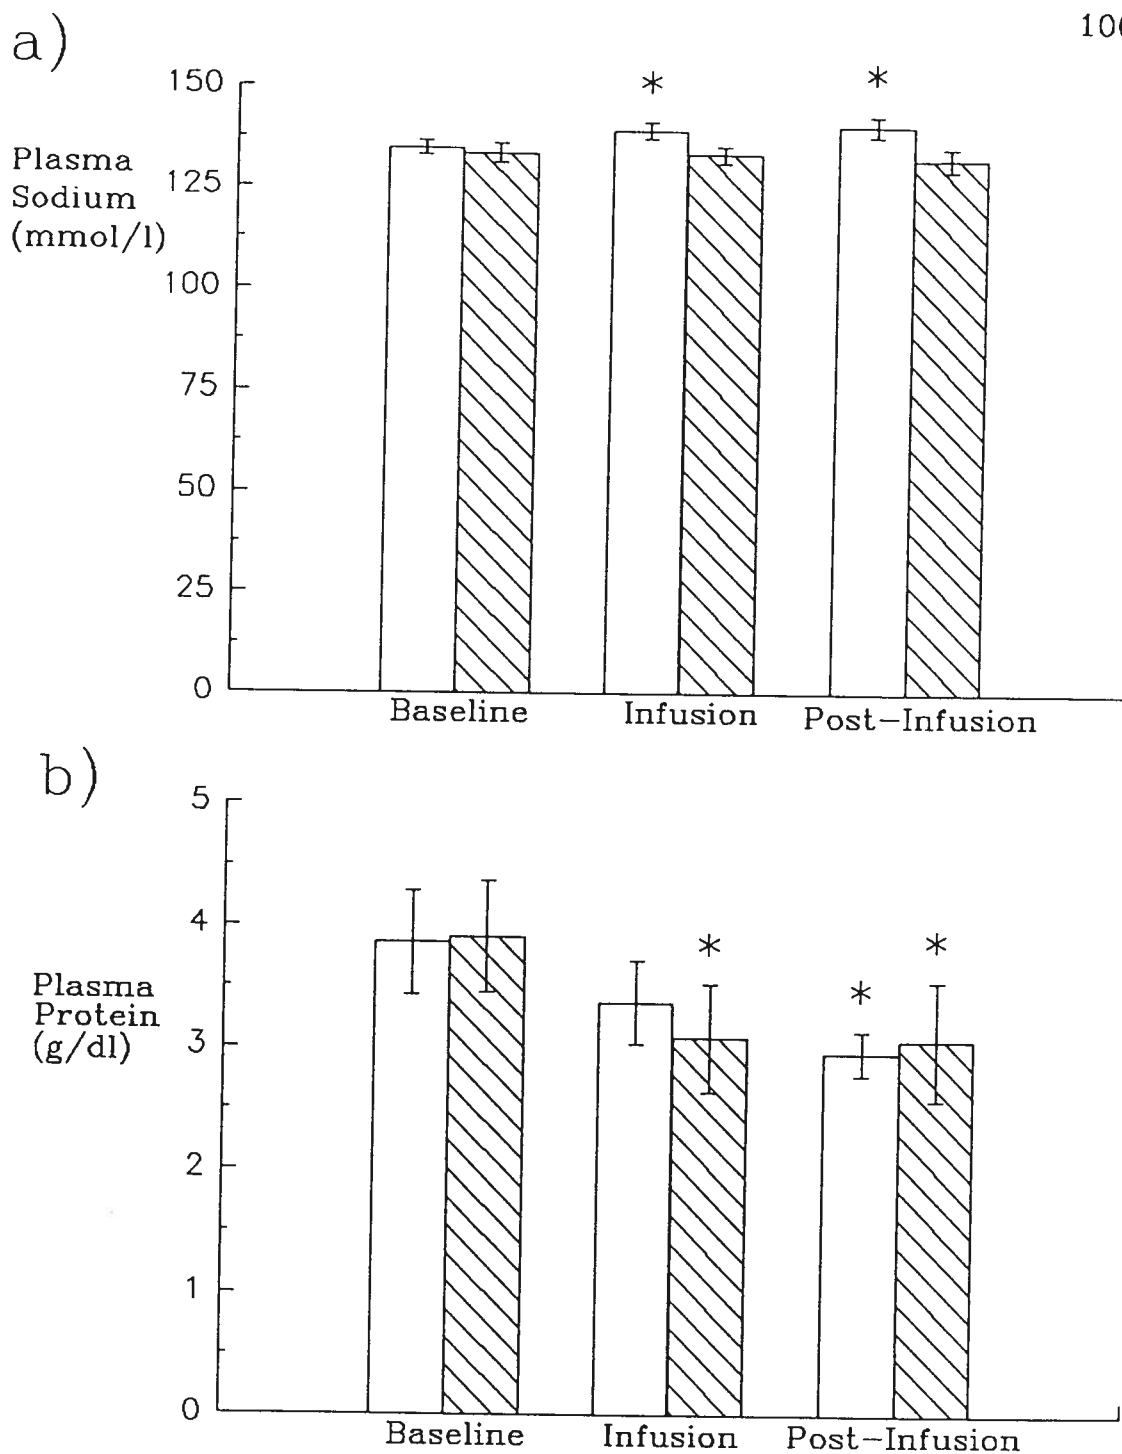 100
a)
* *
150
125
100
75
50
25
0
Plasma
Sodium
(mmol/l)
Baseline Infusion Post-Infusion
b)
5
4
3
2
1
0
Plasma
Protein
(g/dl)
* * *
Baseline Infusion Post-Infusion